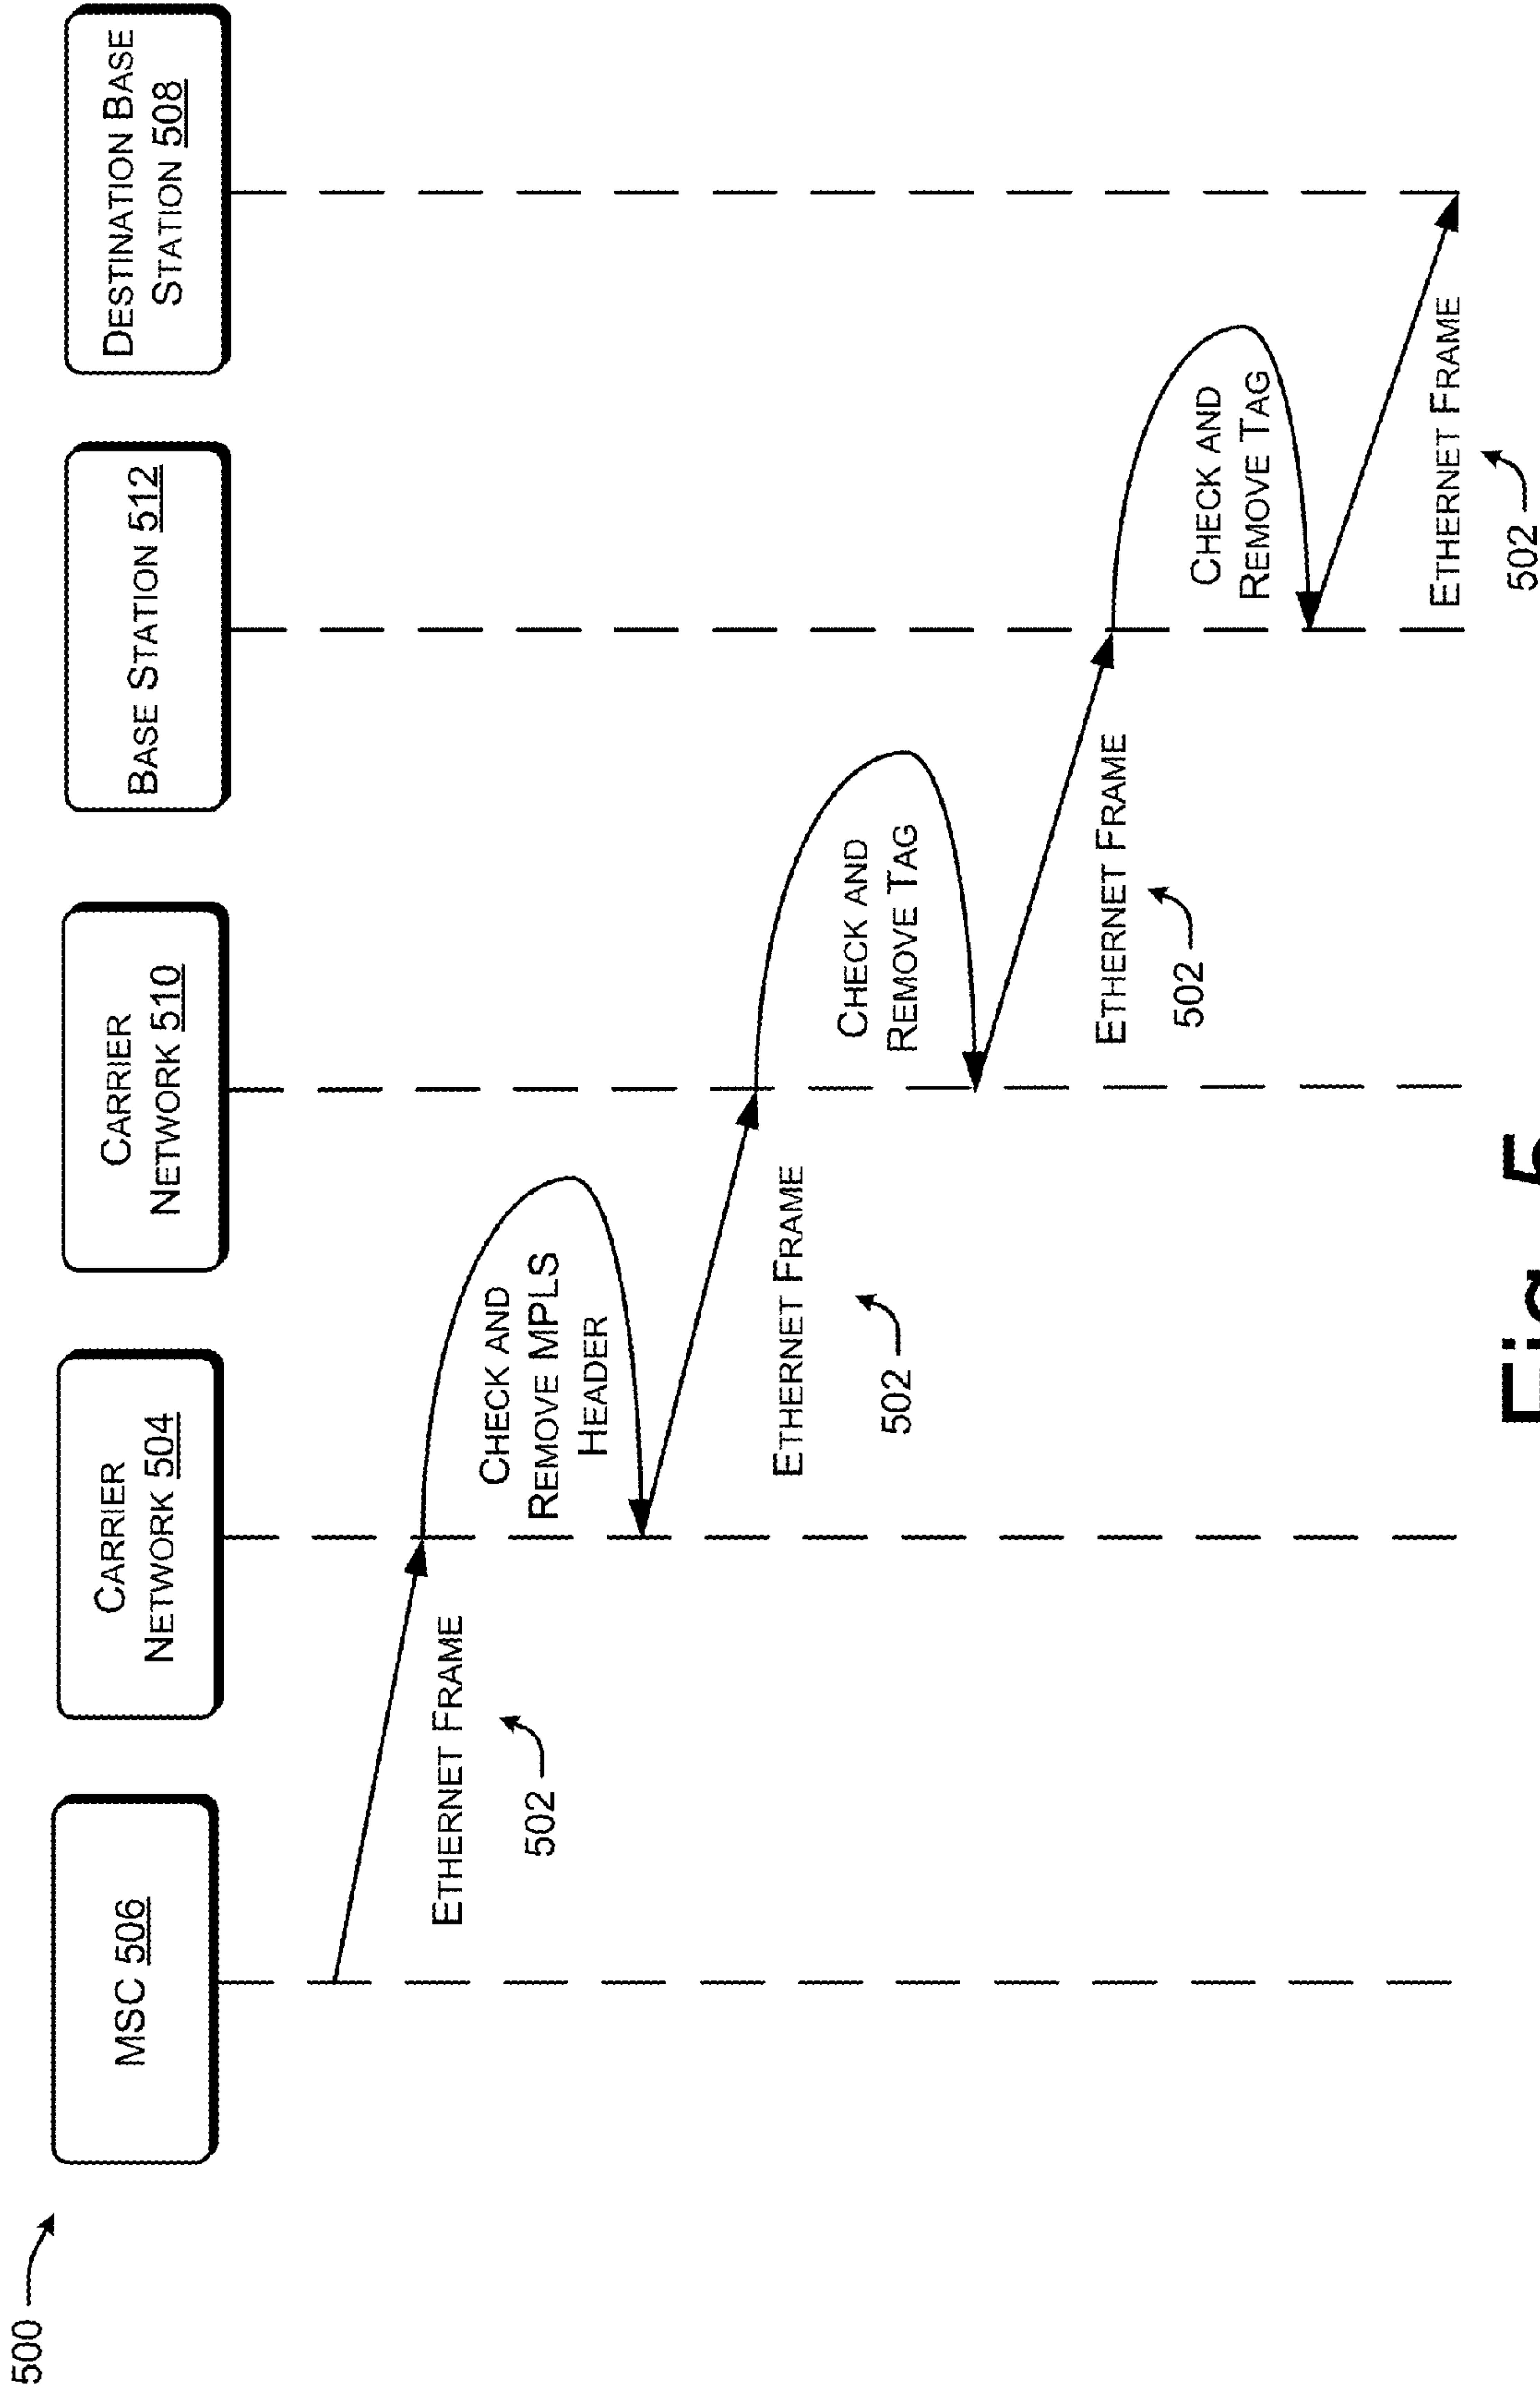 500
MSC 506
CARRIER
NETWORK 504
CARRIER
NETWORK 510
BASE STATION 512
DESTINATION BASE
STATION 508
ETHERNET FRAME
502
CHECK AND
REMOVE MPLS
HEADER
ETHERNET FRAME
502
CHECK AND
REMOVE TAG
ETHERNET FRAME
502
CHECK AND
REMOVE TAG
ETHERNET FRAME
502
Fig. 5